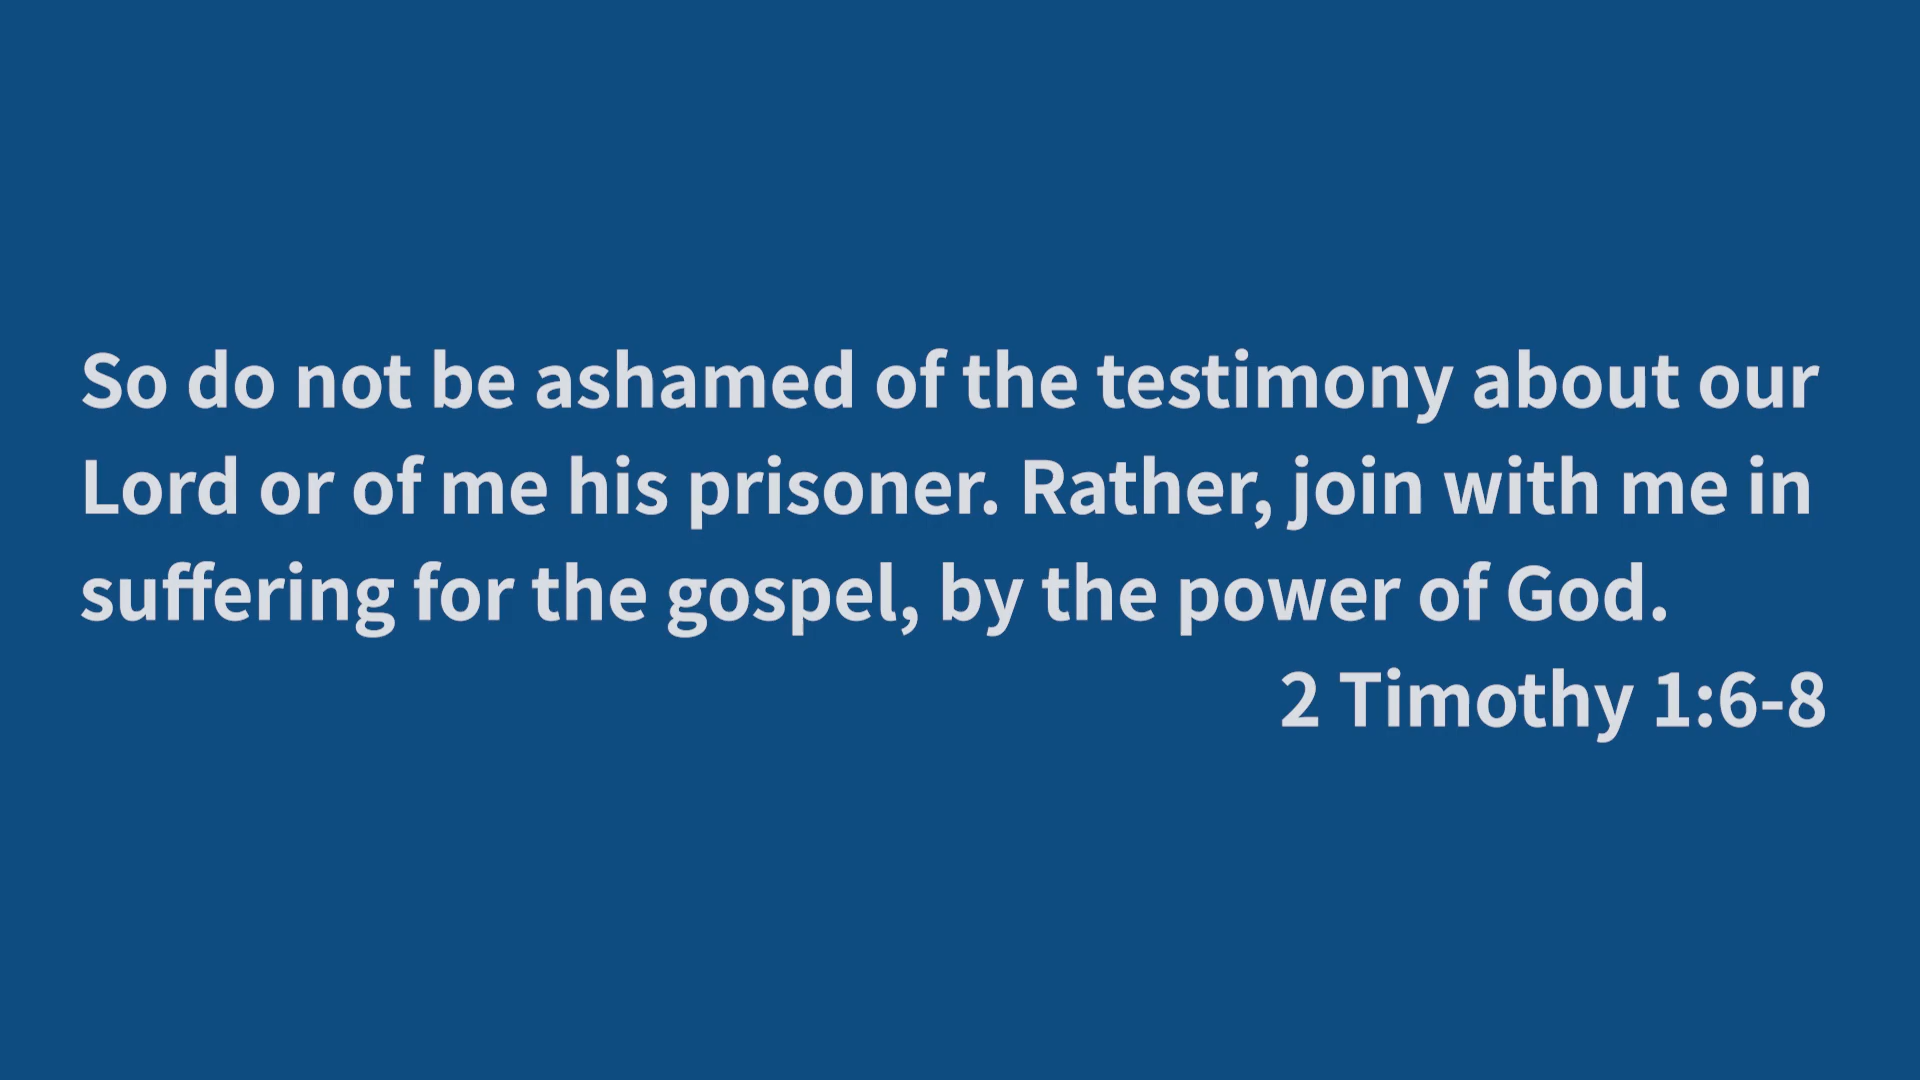 So do not be ashamed of the testimony about our
Lord or of me his prisoner. Rather, join with me in
suffering for the gospel, by the power of God.
2 Timothy 1:6-8